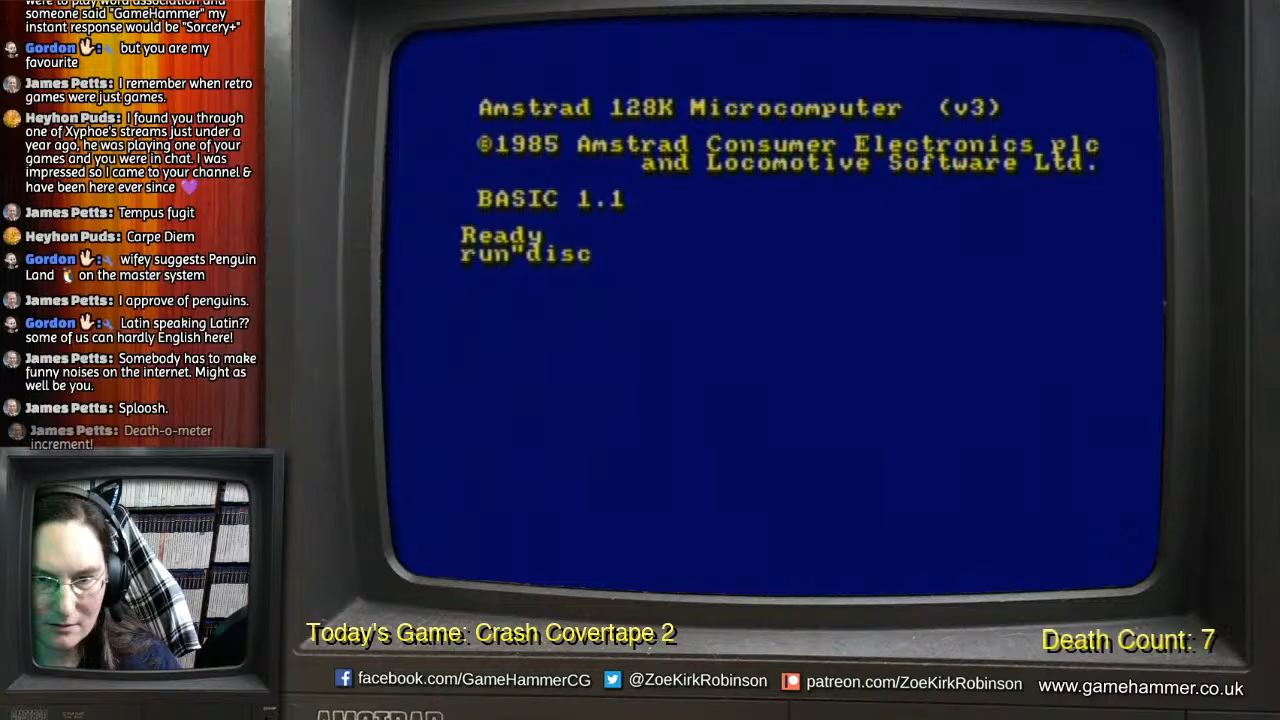 were to play word association and
someone said "GameHammer" my
instant response would be "Sorcery+"
Gordon : but you are my
favourite
James Petts: I remember when retro
games were just games.
Heyhon Puds: I found you through
one of Xyphoe's streams just under a
year ago, he was playing one of your
games and you were in chat. I was
impressed so I came to your channel &
have been here ever since 💜
James Petts: Tempus fugit
Heyhon Puds: Carpe Diem
Gordon : wifey suggests Penguin
Land 🐧 on the master system
James Petts: I approve of penguins.
Gordon : Latin speaking Latin??
some of us can hardly English here!
James Petts: Somebody has to make
funny noises on the internet. Might as
well be you.
James Petts: Sploosh.
James Petts: Death-o-meter
increment!
Amstrad 128K Microcomputer (v3)
©1985 Amstrad Consumer Electronics plc
and Locomotive Software Ltd.
BASIC 1.1
Ready
run"disc
Today's Game: Crash Covertape 2
Death Count: 7
facebook.com/GameHammerCG
@ZoeKirkRobinson
patreon.com/ZoeKirkRobinson
www.gamehammer.co.uk
AMSTRAD